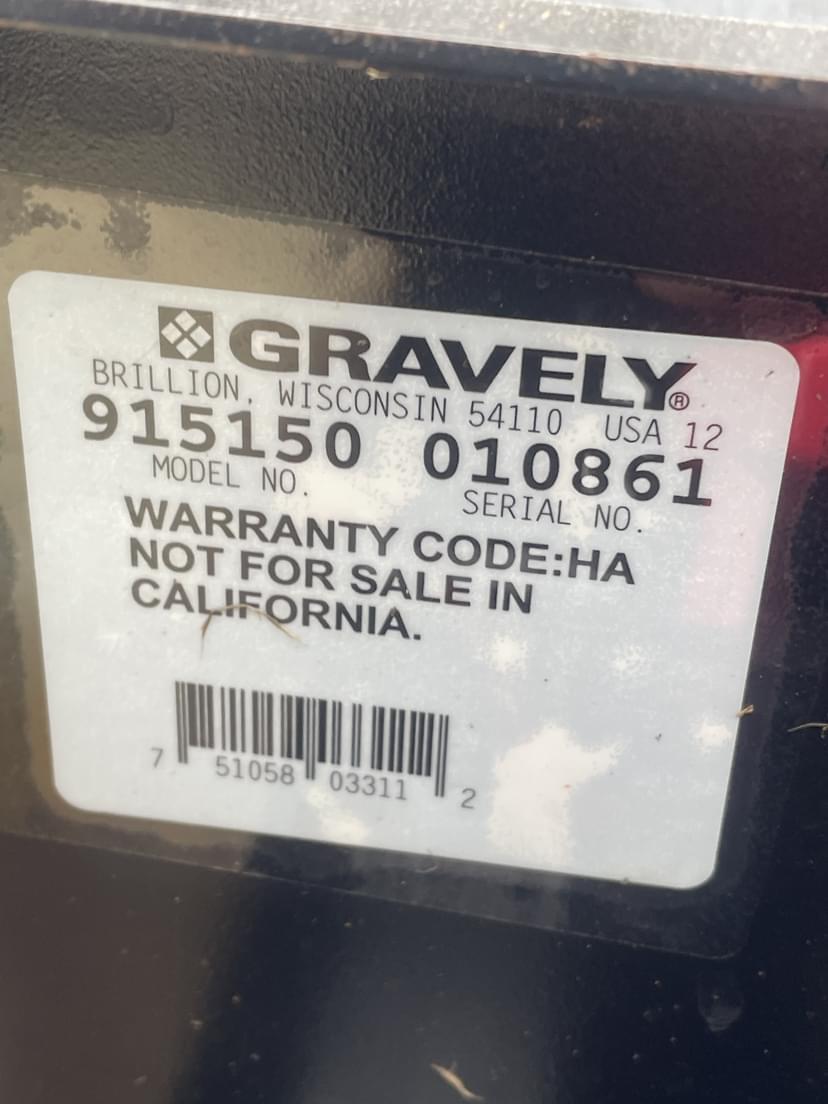 GRAVELY®
BRILLION, WISCONSIN 54110 USA 12
915150 010861
MODEL NO. SERIAL NO.
WARRANTY CODE:HA
NOT FOR SALE IN
CALIFORNIA.
7 51058 03311 2